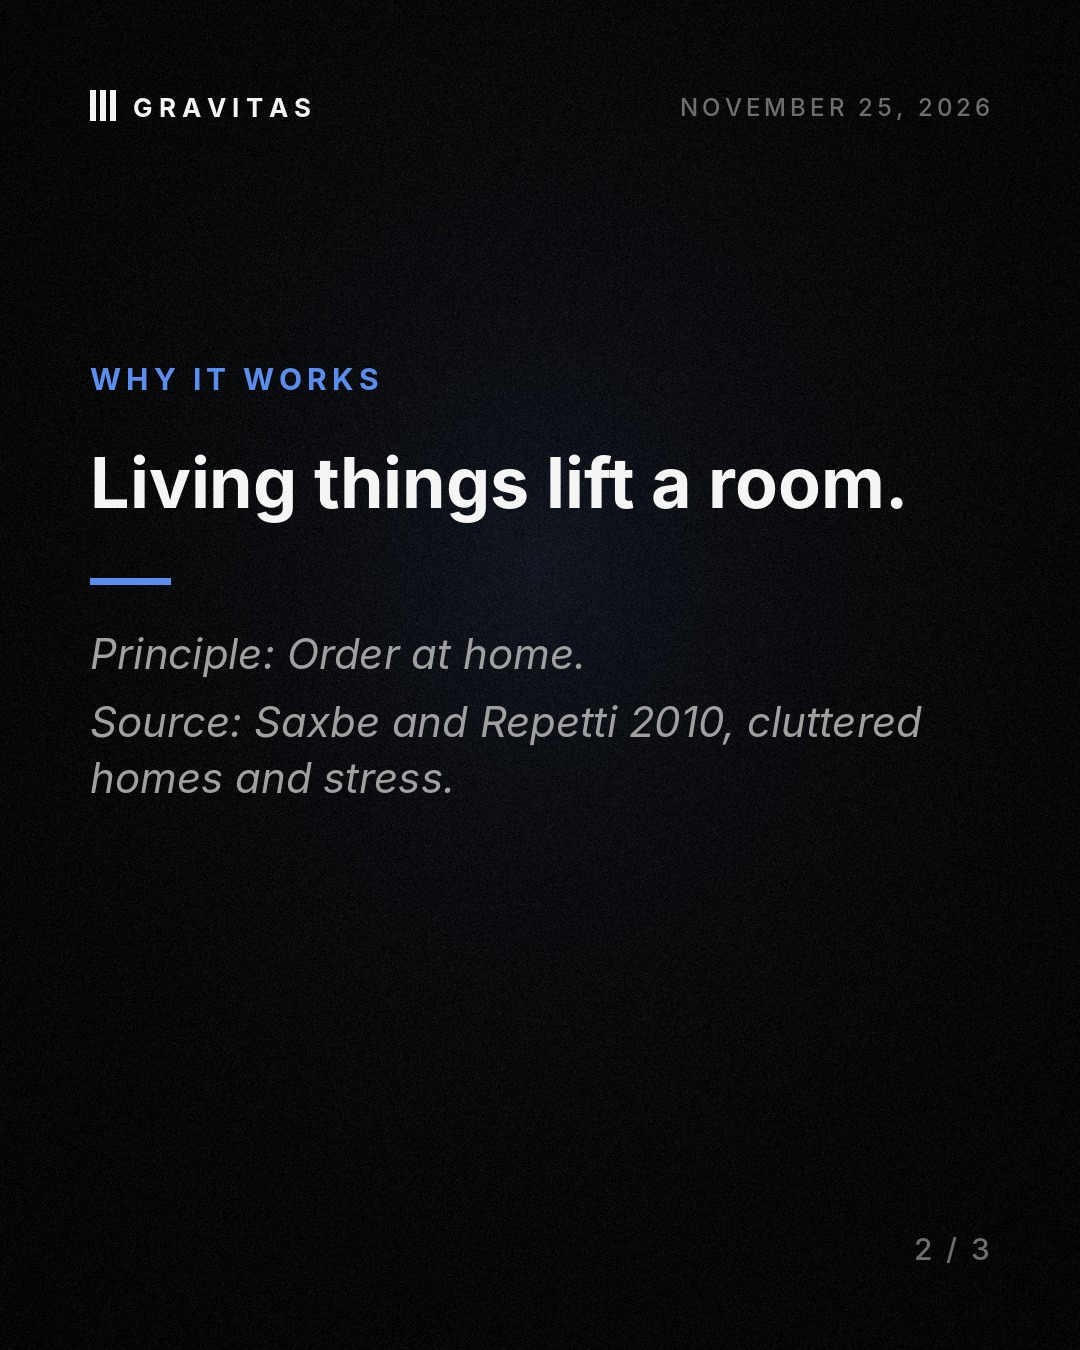 GRAVITAS
NOVEMBER 25, 2026
WHY IT WORKS
Living things lift a room.
Principle: Order at home.
Source: Saxbe and Repetti 2010, cluttered
homes and stress.
2 / 3